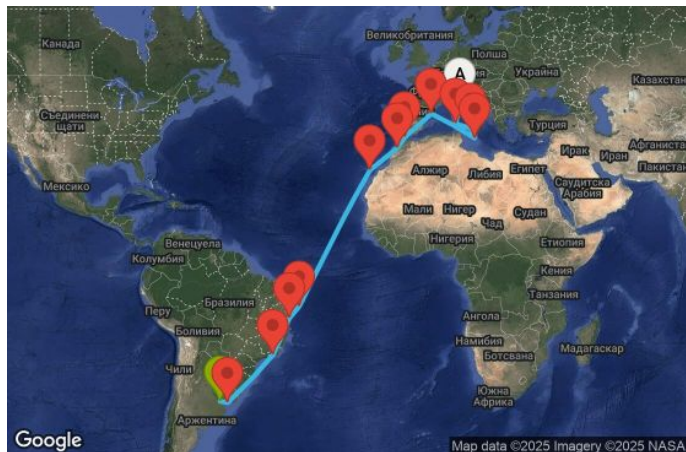 Канада
Великобритания
Полша
A
Украйна
Казахстан
Съединени
щати
Турция
Ирак
Иран
Афганистан
Пакистан
Алжир
Либия
Египет
Саудитска
Арабия
Мексико
Мали
Нигер
Чад
Судан
Венецуела
Колумбия
Нигерия
Етиопия
Кения
Перу
Бразилия
Танзания
Боливия
Ангола
Намибия
Ботсвана
Мадагаскар
Чили
Южна
Африка
Аржентина
Google
Map data ©2025 Imagery ©2025 NASA